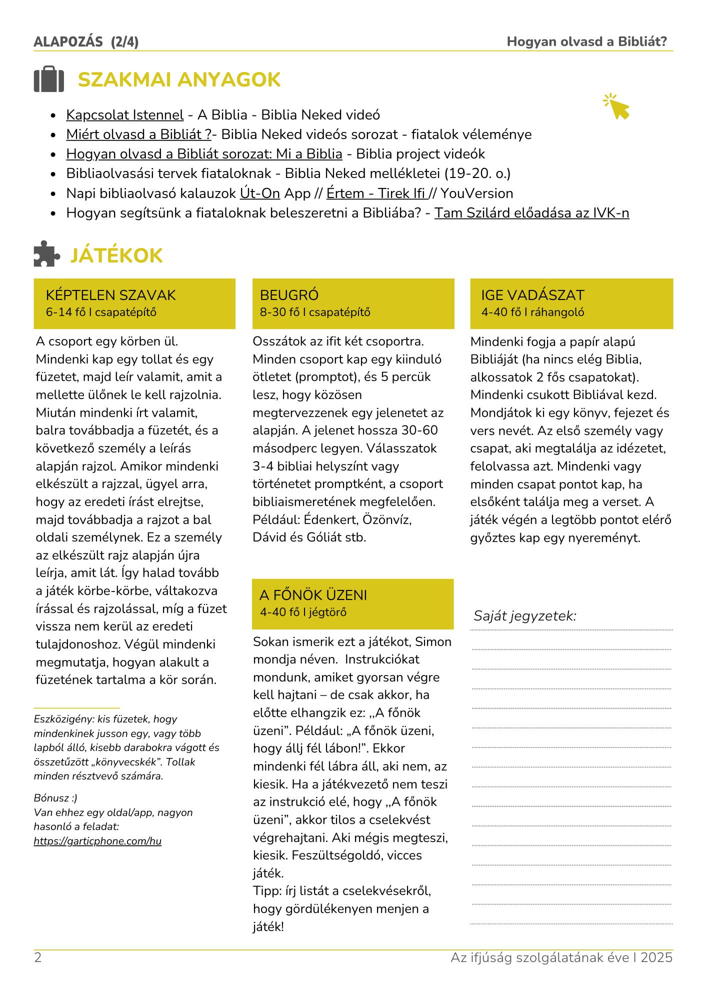 ALAPOZÁS (2/4)
Hogyan olvasd a Bibliát?
SZAKMAI ANYAGOK
• Kapcsolat Istennel - A Biblia - Biblia Neked videó
• Miért olvasd a Bibliát ?- Biblia Neked videós sorozat - fiatalok véleménye
• Hogyan olvasd a Bibliát sorozat: Mi a Biblia - Biblia project videók
• Bibliaolvasási tervek fiataloknak - Biblia Neked mellékletei (19-20. o.)
• Napi bibliaolvasó kalauzok Út-On App // Értem - Tirek Ifi // YouVersion
• Hogyan segítsünk a fiataloknak beleszeretni a Bibliába? - Tam Szilárd előadása az IVK-n
JÁTÉKOK
KÉPTELEN SZAVAK
6-14 fő I csapatépítő
A csoport egy körben ül.
Mindenki kap egy tollat és egy
füzetet, majd leír valamit, amit a
mellette ülőnek le kell rajzolnia.
Miután mindenki írt valamit,
balra továbbadja a füzetét, és a
következő személy a leírás
alapján rajzol. Amikor mindenki
elkészült a rajzzal, ügyel arra,
hogy az eredeti írást elrejtse,
majd továbbadja a rajzot a bal
oldali személynek. Ez a személy
az elkészült rajz alapján újra
leírja, amit lát. Így halad tovább
a játék körbe-körbe, váltakozva
írással és rajzolással, míg a füzet
vissza nem kerül az eredeti
tulajdonoshoz. Végül mindenki
megmutatja, hogyan alakult a
füzetének tartalma a kör során.
Eszközigény: kis füzetek, hogy
mindenkinek jusson egy, vagy több
lapból álló, kisebb darabokra vágott és
összetűzött „könyvecskék”. Tollak
minden résztvevő számára.
Bónusz :)
Van ehhez egy oldal/app, nagyon
hasonló a feladat:
https://garticphone.com/hu
BEUGRÓ
8-30 fő I csapatépítő
Osszátok az ifit két csoportra.
Minden csoport kap egy kiinduló
ötletet (promptot), és 5 percük
lesz, hogy közösen
megtervezzenek egy jelenetet az
alapján. A jelenet hossza 30-60
másodperc legyen. Válasszatok
3-4 bibliai helyszínt vagy
történetet promptként, a csoport
bibliaismeretének megfelelően.
Például: Édenkert, Özönvíz,
Dávid és Góliát stb.
A FŐNÖK ÜZENI
4-40 fő I jégtörő
Sokan ismerik ezt a játékot, Simon
mondja néven. Instrukciókat
mondunk, amiket gyorsan végre
kell hajtani – de csak akkor, ha
előtte elhangzik ez: ,,A főnök
üzeni”. Például: „A főnök üzeni,
hogy állj fél lábon!”. Ekkor
mindenki fél lábra áll, aki nem, az
kiesik. Ha a játékvezető nem teszi
az instrukció elé, hogy ,,A főnök
üzeni”, akkor tilos a cselekvést
végrehajtani. Aki mégis megteszi,
kiesik. Feszültségoldó, vicces
játék.
Tipp: írj listát a cselekvésekről,
hogy gördülékenyen menjen a
játék!
IGE VADÁSZAT
4-40 fő I ráhangoló
Mindenki fogja a papír alapú
Bibliáját (ha nincs elég Biblia,
alkossatok 2 fős csapatokat).
Mindenki csukott Bibliával kezd.
Mondjátok ki egy könyv, fejezet és
vers nevét. Az első személy vagy
csapat, aki megtalálja az idézetet,
felolvassa azt. Mindenki vagy
minden csapat pontot kap, ha
elsőként találja meg a verset. A
játék végén a legtöbb pontot elérő
győztes kap egy nyereményt.
Saját jegyzetek:
2
Az ifjúság szolgálatának éve I 2025